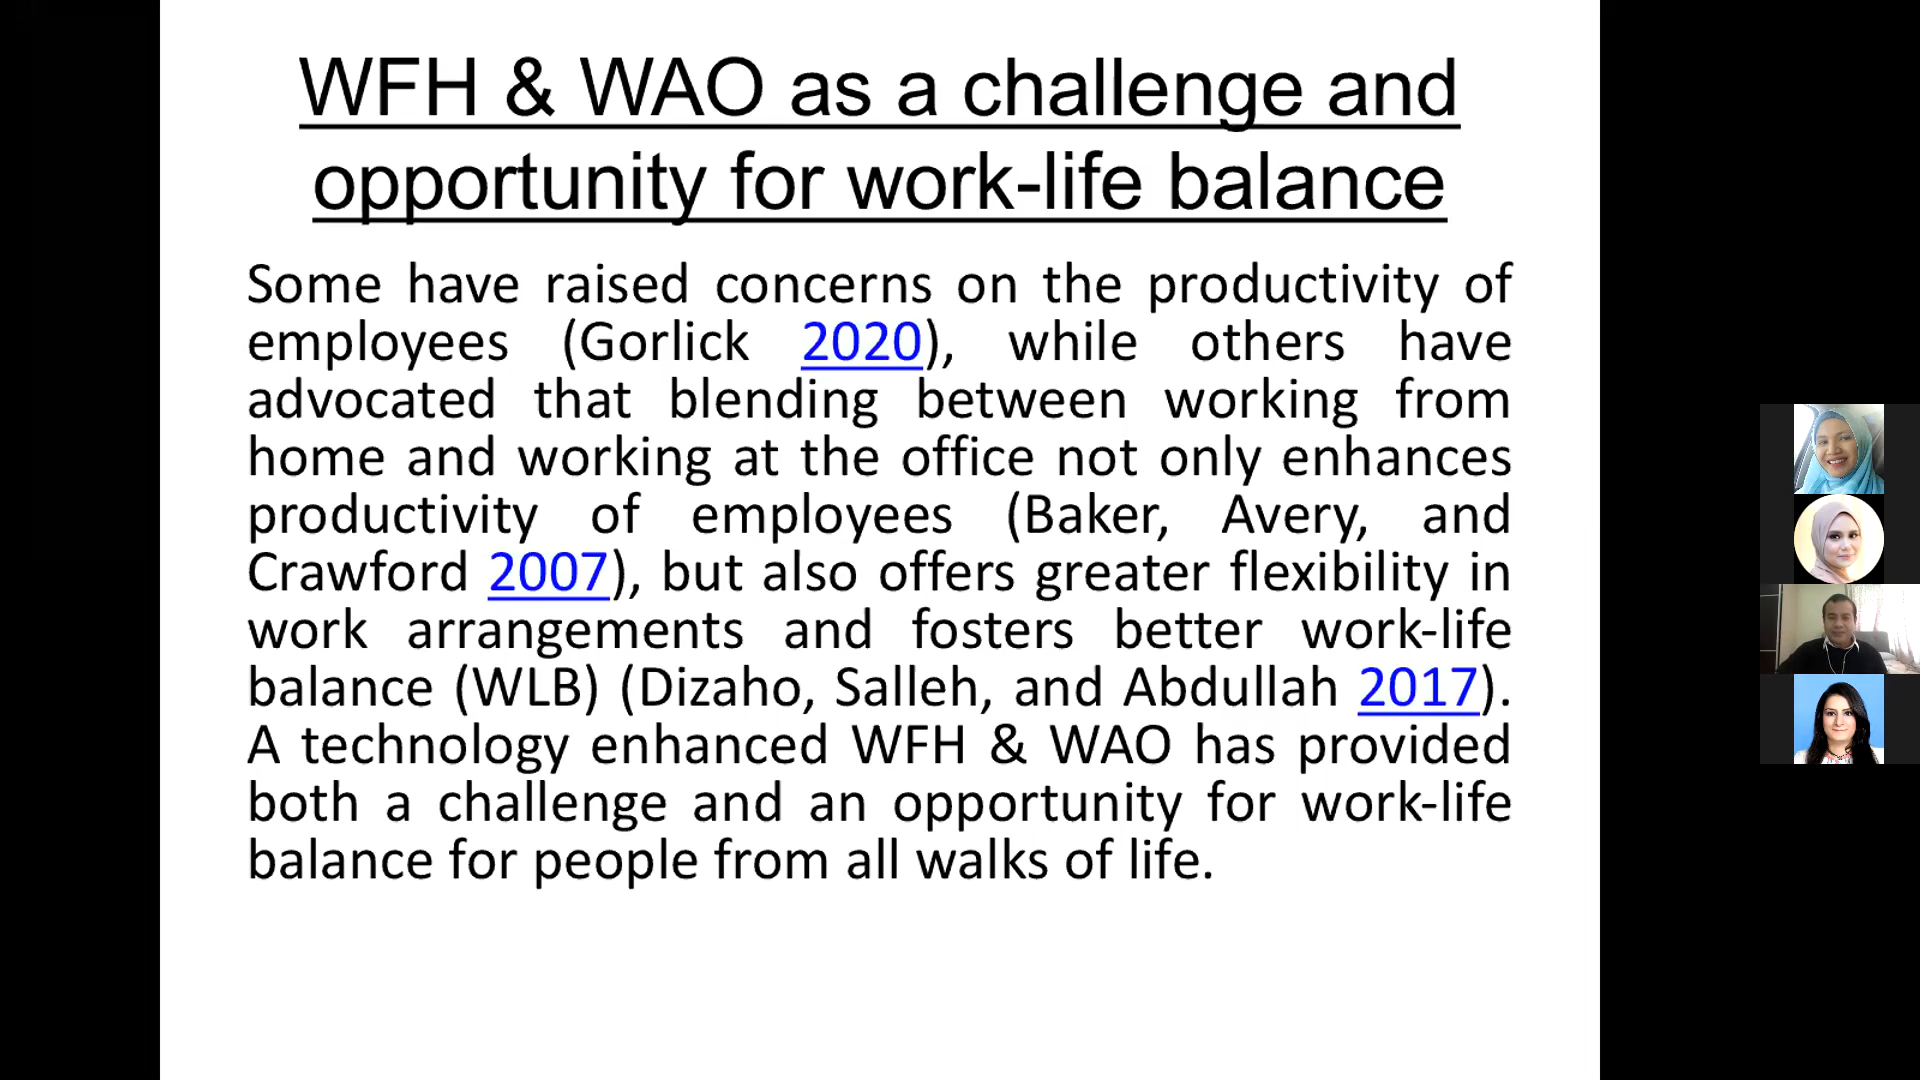 WFH & WAO as a challenge and
opportunity for work-life balance
Some have raised concerns on the productivity of
employees (Gorlick 2020), while others have
advocated that blending between working from
home and working at the office not only enhances
productivity of employees (Baker, Avery, and
Crawford 2007), but also offers greater flexibility in
work arrangements and fosters better work-life
balance (WLB) (Dizaho, Salleh, and Abdullah 2017).
A technology enhanced WFH & WAO has provided
both a challenge and an opportunity for work-life
balance for people from all walks of life.